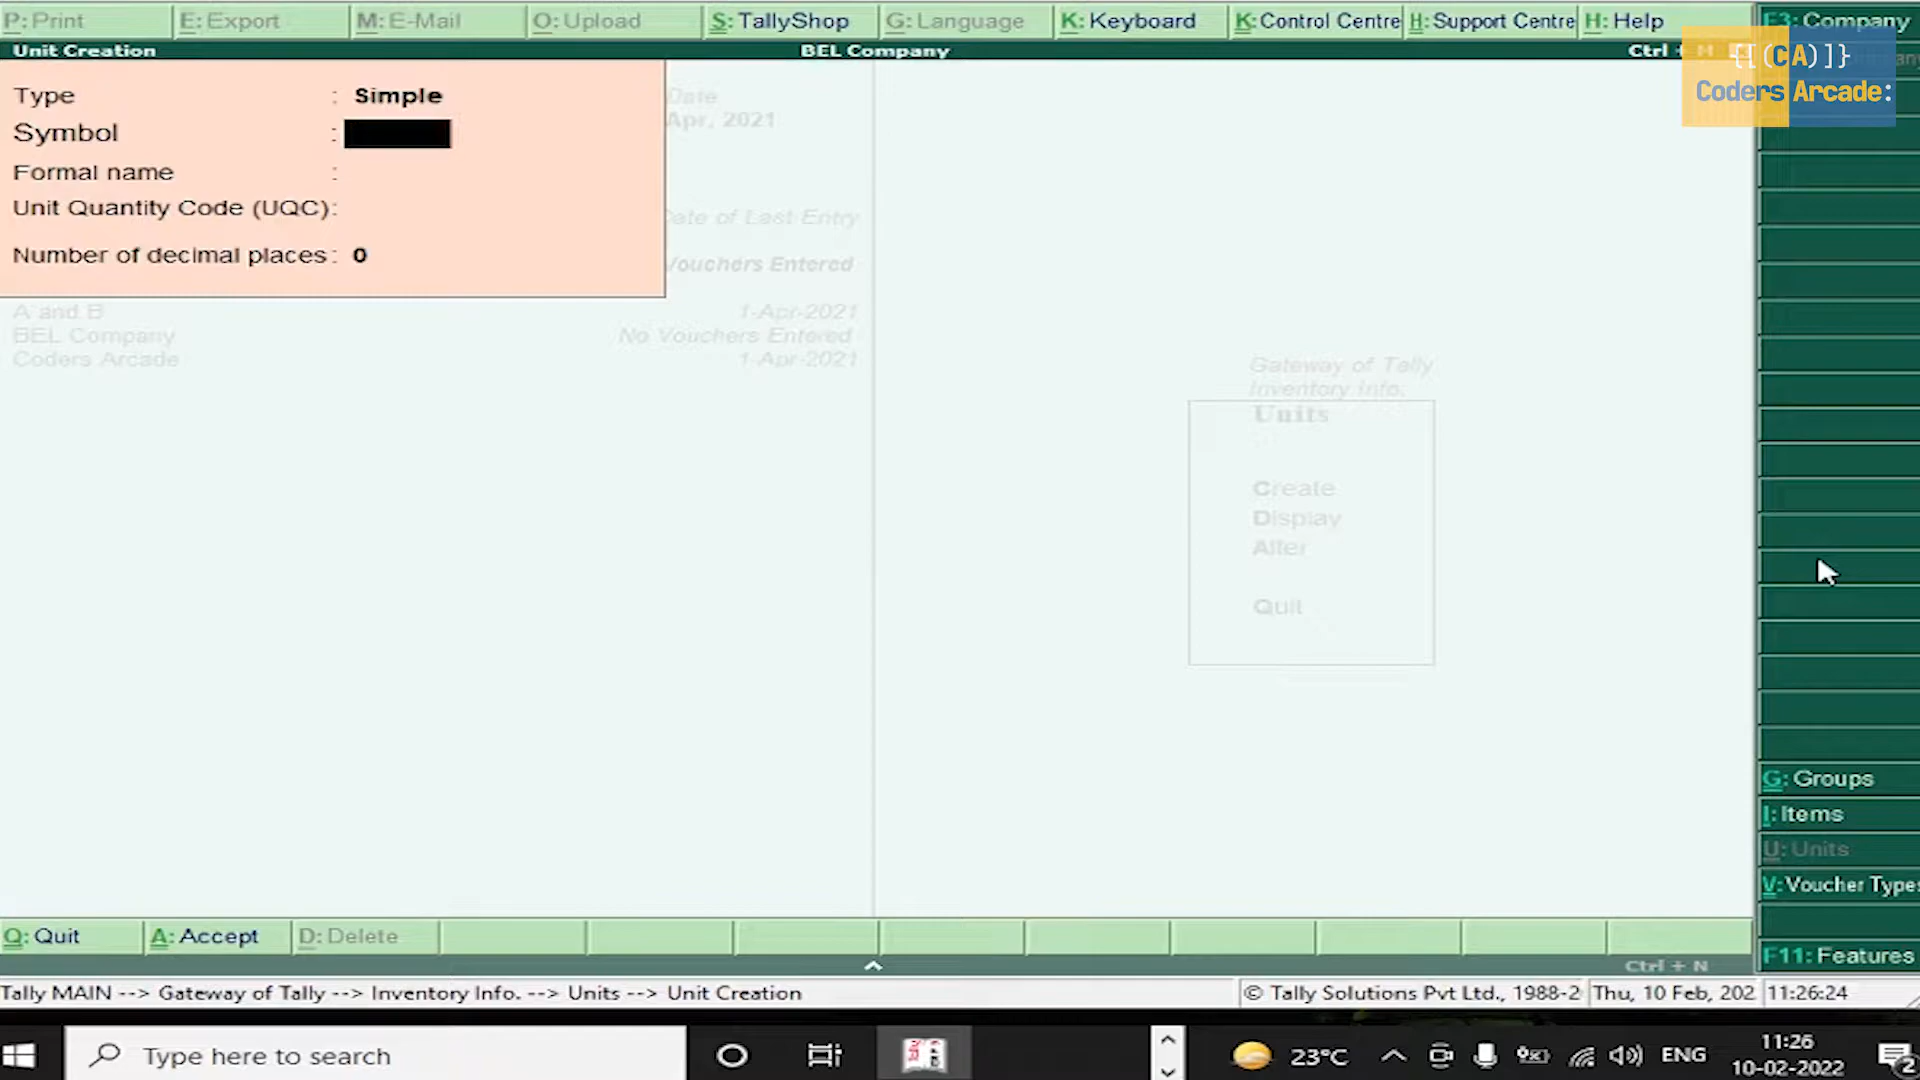 P: Print E: Export M: E-Mail O: Upload S: TallyShop G: Language K: Keyboard K: Control Centre H: Support Centre H: Help F3: Company
Unit Creation BEL Company Ctrl + M
{[(CA)]}
Coders Arcade:
Type : Simple
Symbol :
Formal name :
Unit Quantity Code (UQC):
Number of decimal places : 0
Date
Apr, 2021
Date of Last Entry
Vouchers Entered
A and B 1-Apr-2021
BEL Company No Vouchers Entered
Coders Arcade 1-Apr-2021
Gateway of Tally
Inventory Info.
Units
Create
Display
Alter
Quit
G: Groups
I: Items
U: Units
V: Voucher Types
F11: Features
Q: Quit A: Accept D: Delete
Ctrl + N
Tally MAIN --> Gateway of Tally --> Inventory Info. --> Units --> Unit Creation © Tally Solutions Pvt Ltd., 1988-2 Thu, 10 Feb, 202 11:26:24
Type here to search 23°C ENG 11:26
10-02-2022 2